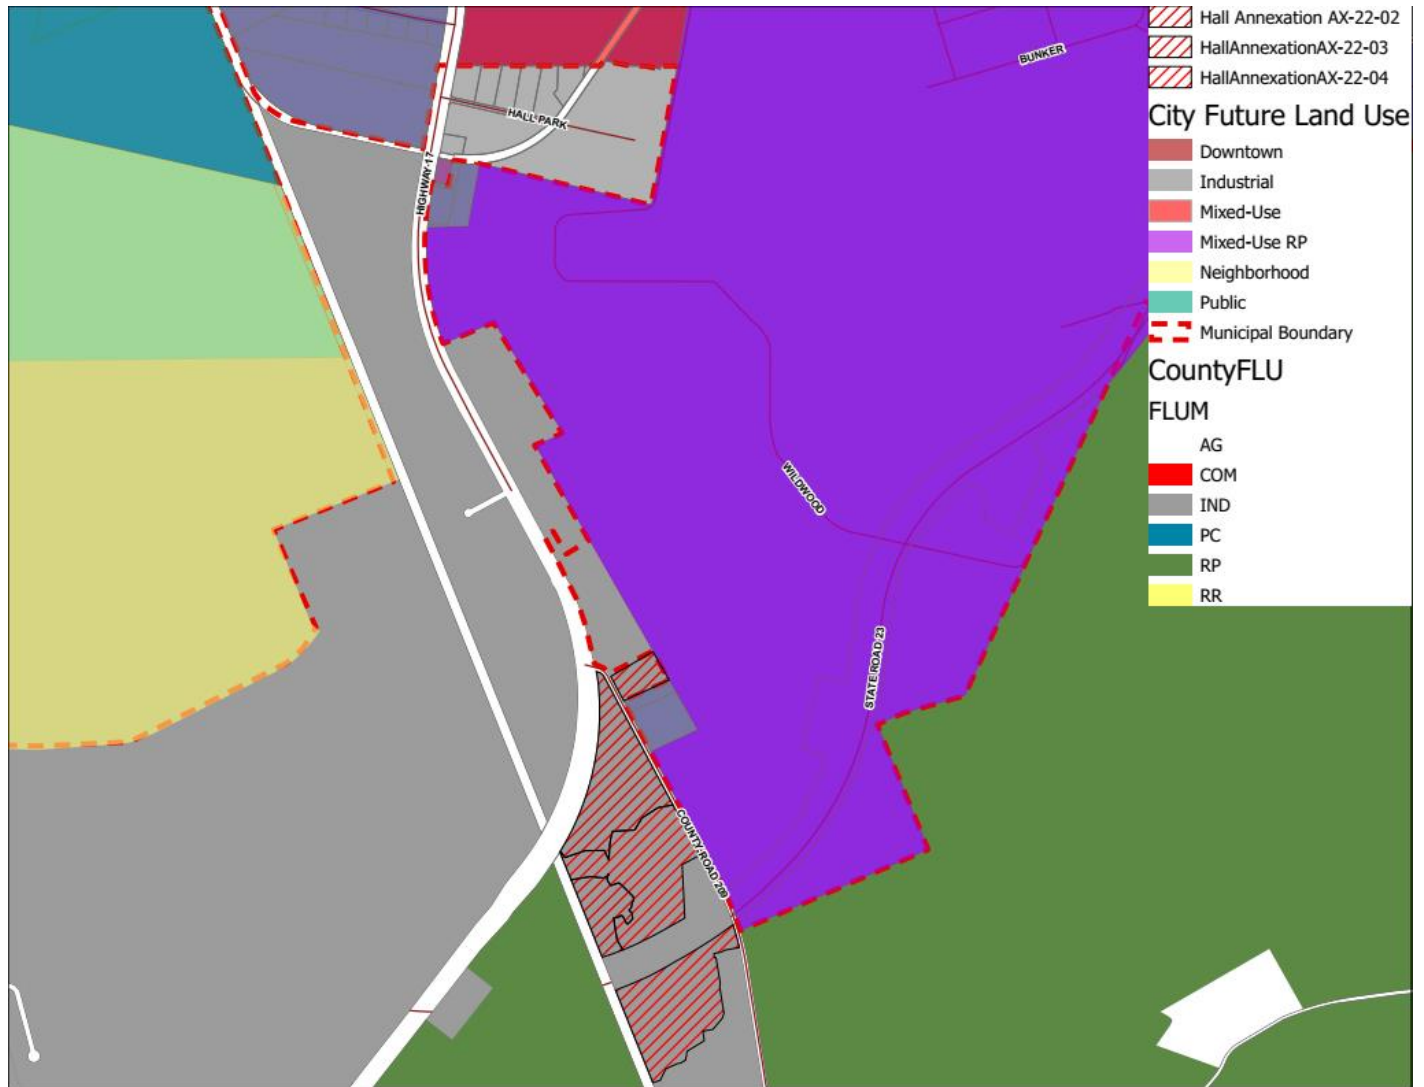 Hall Annexation AX-22-02
HallAnnexationAX-22-03
HallAnnexationAX-22-04
City Future Land Use
Downtown
Industrial
Mixed-Use
Mixed-Use RP
Neighborhood
Public
Municipal Boundary
CountyFLU
FLUM
AG
COM
IND
PC
RP
RR
BUNKER
HALL PARK
HIGHWAY 17
WILDWOOD
STATE ROAD 23
COUNTY ROAD 209